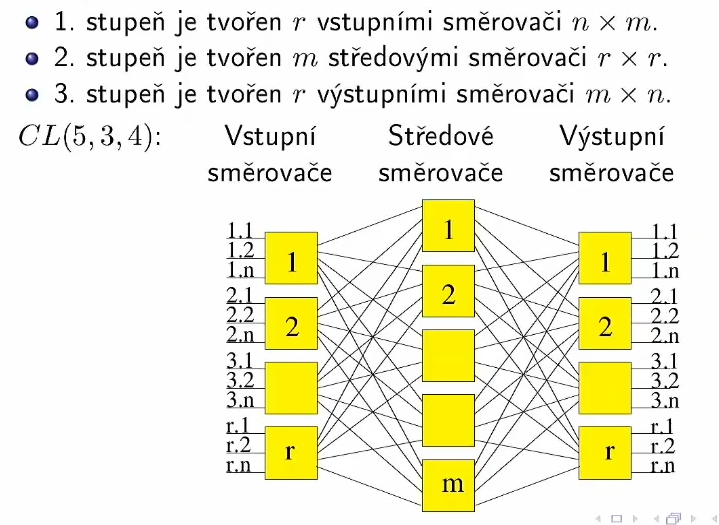 1. stupeň je tvořen r vstupními směrovači n × m.
2. stupeň je tvořen m středovými směrovači r × r.
3. stupeň je tvořen r výstupními směrovači m × n.
CL(5, 3, 4): Vstupní Středové Výstupní
směrovače směrovače směrovače
1
1.1 1.1
1.2 1 1 1.2
1.n 1.n
2.1 2 2.1
2.2 2 2 2.2
2.n 2.n
3.1 3.1
3.2 3.2
3.n 3.n
r.1 r.1
r.2 r r r.2
r.n r.n
m